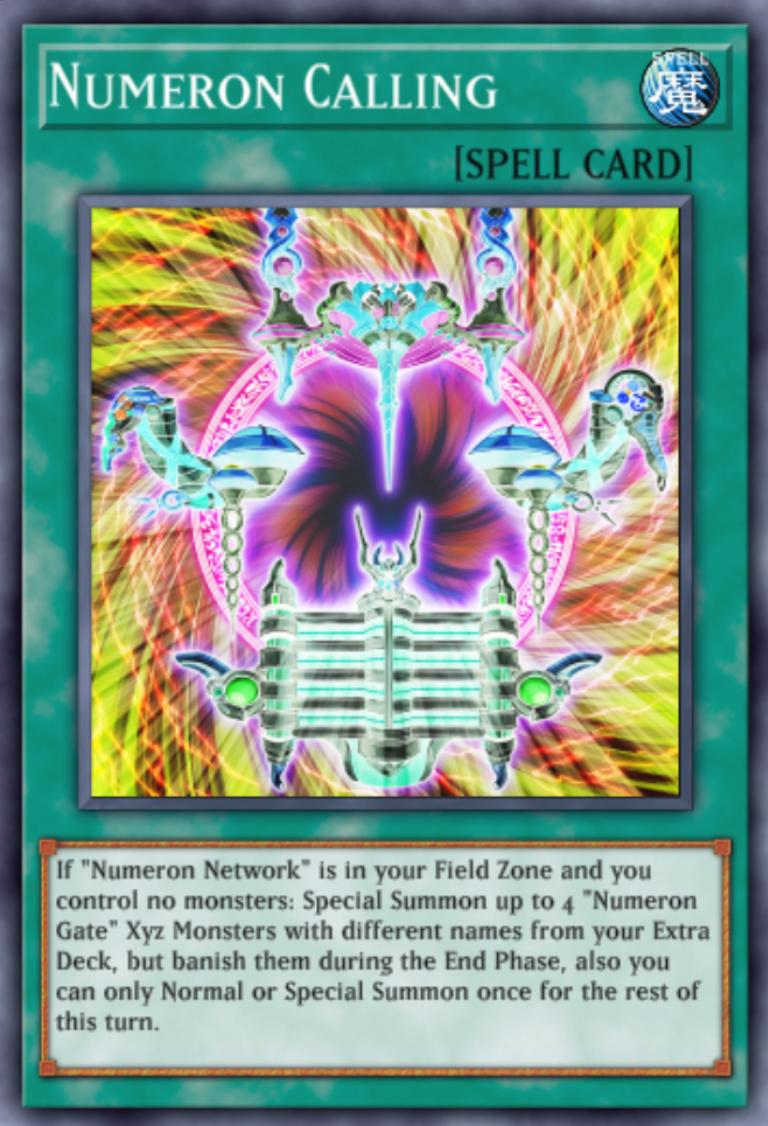 NUMERON CALLING
SPELL
魔
[SPELL CARD]
If "Numeron Network" is in your Field Zone and you
control no monsters: Special Summon up to 4 "Numeron
Gate" Xyz Monsters with different names from your Extra
Deck, but banish them during the End Phase, also you
can only Normal or Special Summon once for the rest of
this turn.